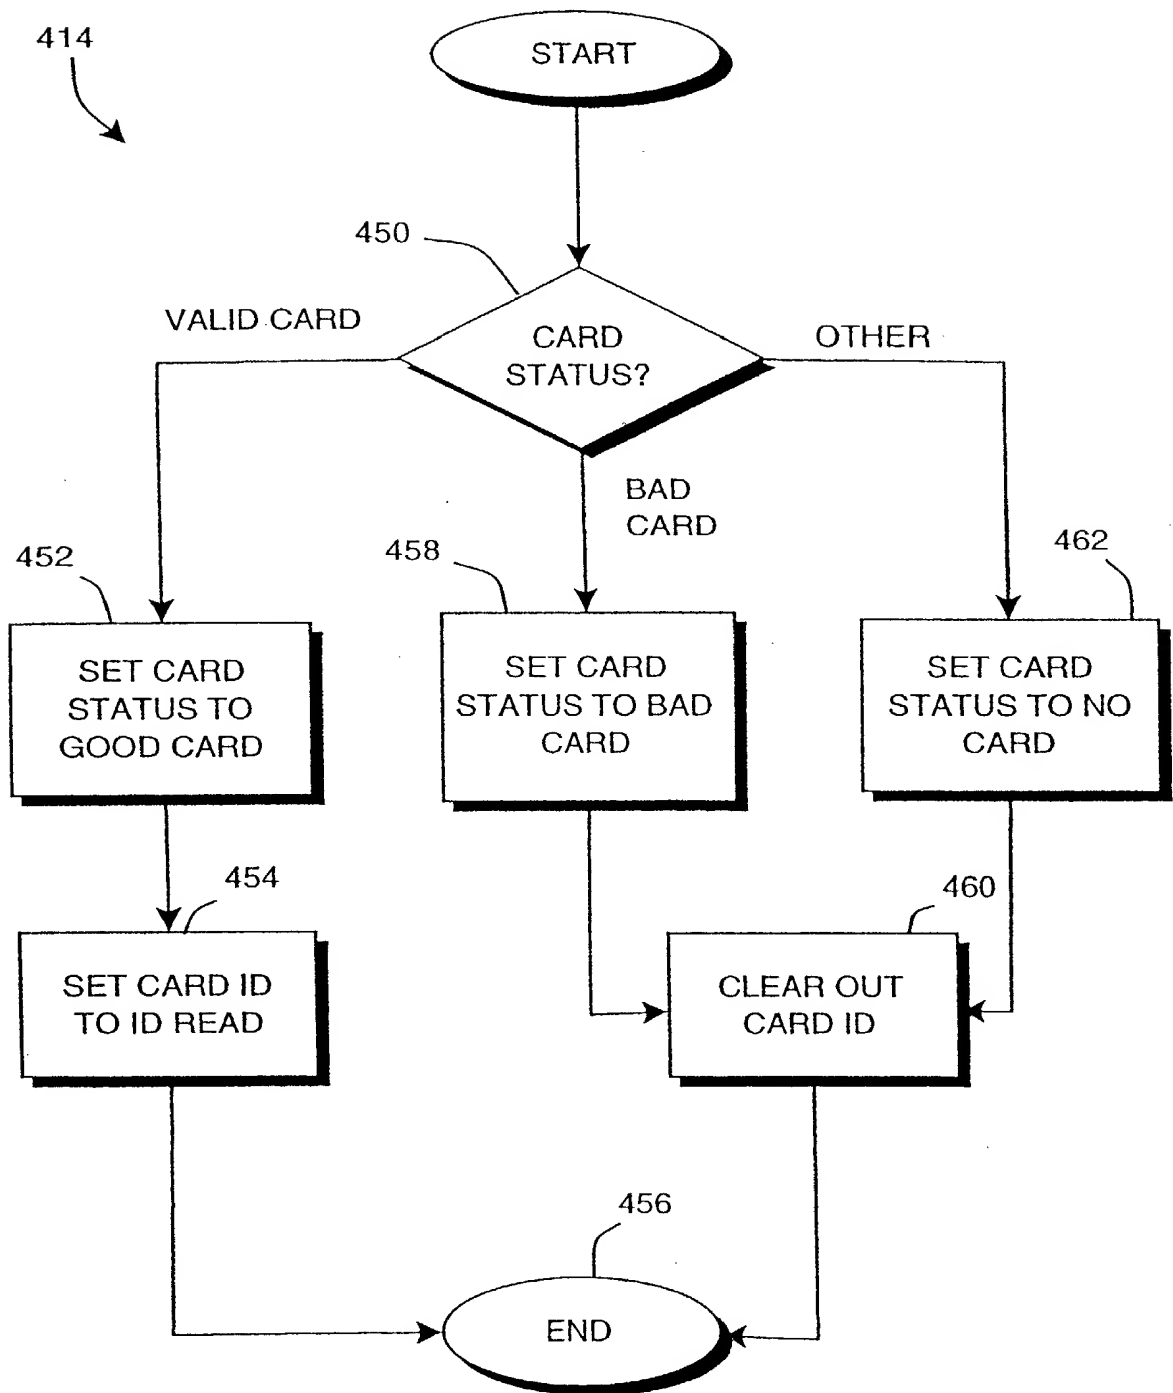 414
START
450
VALID CARD
CARD
STATUS?
OTHER
BAD
CARD
452
458
462
SET CARD
STATUS TO
GOOD CARD
SET CARD
STATUS TO BAD
CARD
SET CARD
STATUS TO NO
CARD
454
460
SET CARD ID
TO ID READ
CLEAR OUT
CARD ID
456
END